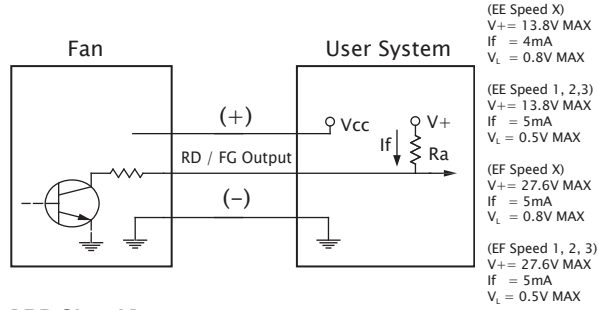 Fan
User System
(+)
Vcc
V+
If
Ra
RD / FG Output
(–)
(EE Speed X)
V+= 13.8V MAX
If = 4mA
VL = 0.8V MAX
(EE Speed 1, 2,3)
V+= 13.8V MAX
If = 5mA
VL = 0.5V MAX
(EF Speed X)
V+= 27.6V MAX
If = 5mA
VL = 0.8V MAX
(EF Speed 1, 2, 3)
V+= 27.6V MAX
If = 5mA
VL = 0.5V MAX